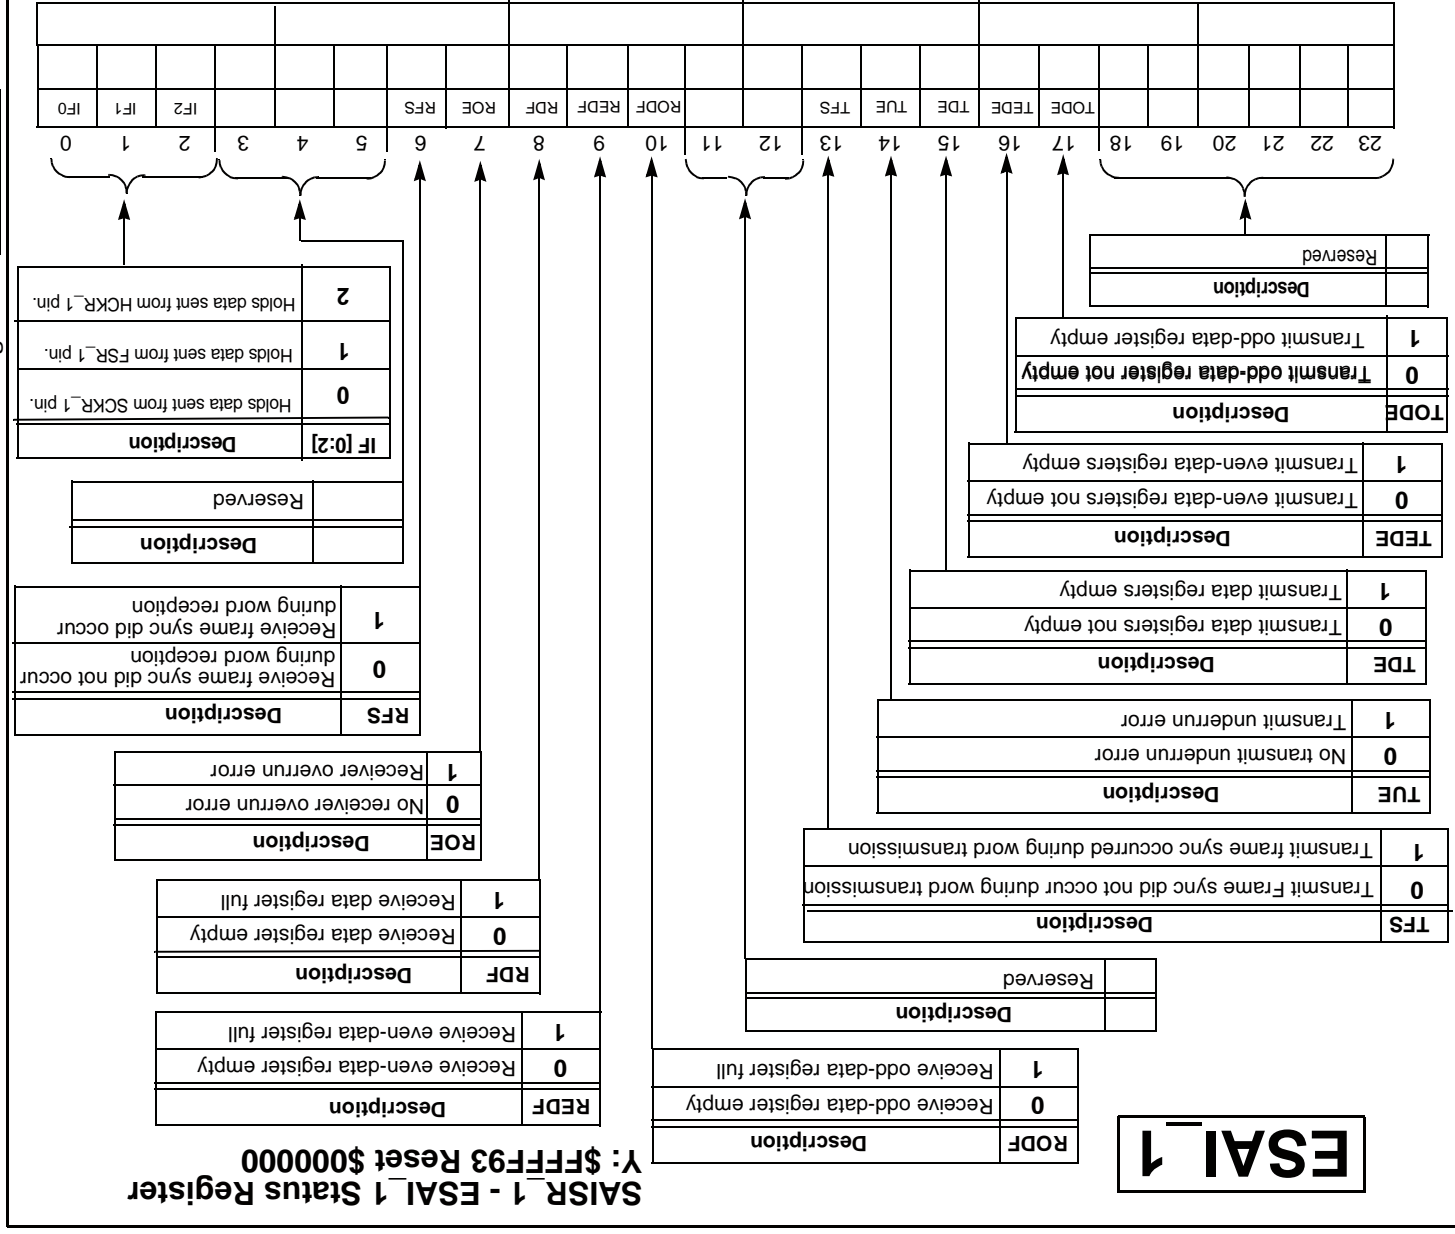 ESAI_1
SAISR_1 - ESAI_1 Status Register
Y: $FFFF93 Reset $000000
RODF Description
0 Receive odd-data register empty
1 Receive odd-data register full
REDF Description
0 Receive even-data register empty
1 Receive even-data register full
Description
Reserved
RDF Description
0 Receive data register empty
1 Receive data register full
TFS Description
0 Transmit Frame sync did not occur during word transmission
1 Transmit frame sync occurred during word transmission
ROE Description
0 No receiver overrun error
1 Receiver overrun error
TUE Description
0 No transmit underrun error
1 Transmit underrun error
RFS Description
0 Receive frame sync did not occur
during word reception
1 Receive frame sync did occur
during word reception
TDE Description
0 Transmit data registers not empty
1 Transmit data registers empty
Description
Reserved
TEDE Description
0 Transmit even-data registers not empty
1 Transmit even-data registers empty
IF [0:2] Description
0 Holds data sent from SCKR_1 pin.
1 Holds data sent from FSR_1 pin.
2 Holds data sent from HCKR_1 pin.
TODE Description
0 Transmit odd-data register not empty
1 Transmit odd-data register empty
Description
Reserved
23 22 21 20 19 18 17 16 15 14 13 12 11 10 9 8 7 6 5 4 3 2 1 0
TODE TEDE TDE TUE TFS RODF REDF RDF ROE RFS IF2 IF1 IF0